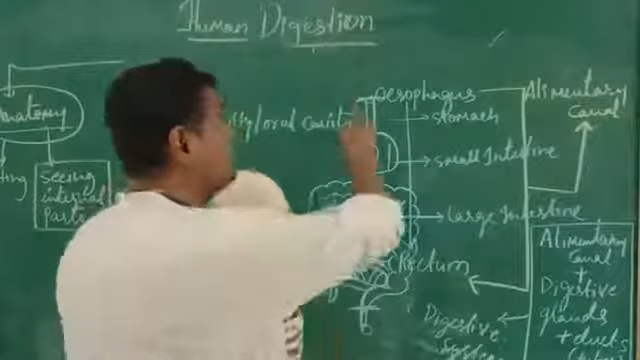 Human Digestion
Anatomy
seeing
internal
parts
oral cavity
oesophagus
stomach
small Intestine
large Intestine
Rectum
Alimentary
canal
Alimentary
canal
+
Digestive
glands
+ ducts
Digestive
System